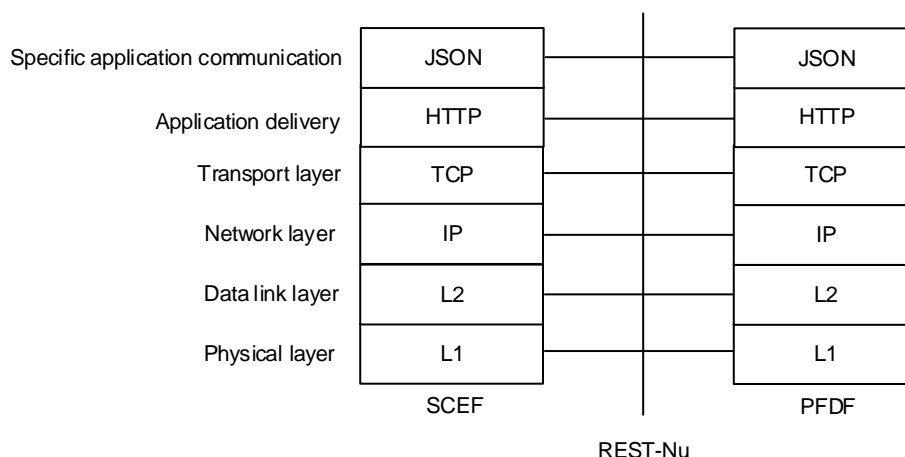 Specific application communication JSON JSON
Application delivery HTTP HTTP
Transport layer TCP TCP
Network layer IP IP
Data link layer L2 L2
Physical layer L1 L1
SCEF PFDF
REST-Nu